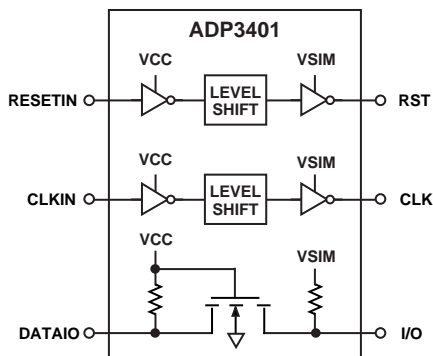 ADP3401
VCC
VSIM
RESETIN
LEVEL
SHIFT
RST
VCC
VSIM
CLKIN
LEVEL
SHIFT
CLK
VCC
VSIM
DATAIO
I/O